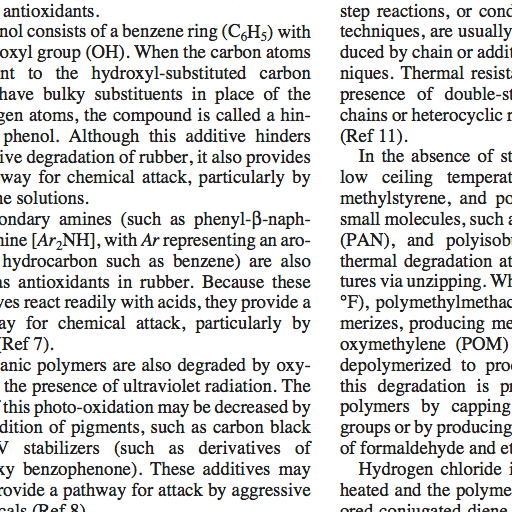 antioxidants.
nol consists of a benzene ring (C₆H₅) with
oxyl group (OH). When the carbon atoms
nt to the hydroxyl-substituted carbon
have bulky substituents in place of the
gen atoms, the compound is called a hin-
phenol. Although this additive hinders
ive degradation of rubber, it also provides
way for chemical attack, particularly by
ne solutions.
ondary amines (such as phenyl-β-naph-
mine [Ar₂NH], with Ar representing an aro-
hydrocarbon such as benzene) are also
as antioxidants in rubber. Because these
ves react readily with acids, they provide a
ay for chemical attack, particularly by
(Ref 7).
anic polymers are also degraded by oxy-
the presence of ultraviolet radiation. The
this photo-oxidation may be decreased by
dition of pigments, such as carbon black
V stabilizers (such as derivatives of
xy benzophenone). These additives may
rovide a pathway for attack by aggressive
cals (Ref 8).
step reactions, or cond
techniques, are usually
duced by chain or addit
niques. Thermal resista
presence of double-st
chains or heterocyclic r
(Ref 11).
In the absence of st
low ceiling temperat
methylstyrene, and po
small molecules, such a
(PAN), and polyisob
thermal degradation at
tures via unzipping. Wh
°F), polymethylmethac
merizes, producing me
oxymethylene (POM)
depolymerized to proc
this degradation is pr
polymers by capping
groups or by producing
of formaldehyde and et
Hydrogen chloride i
heated and the polyme
ored conjugated diene